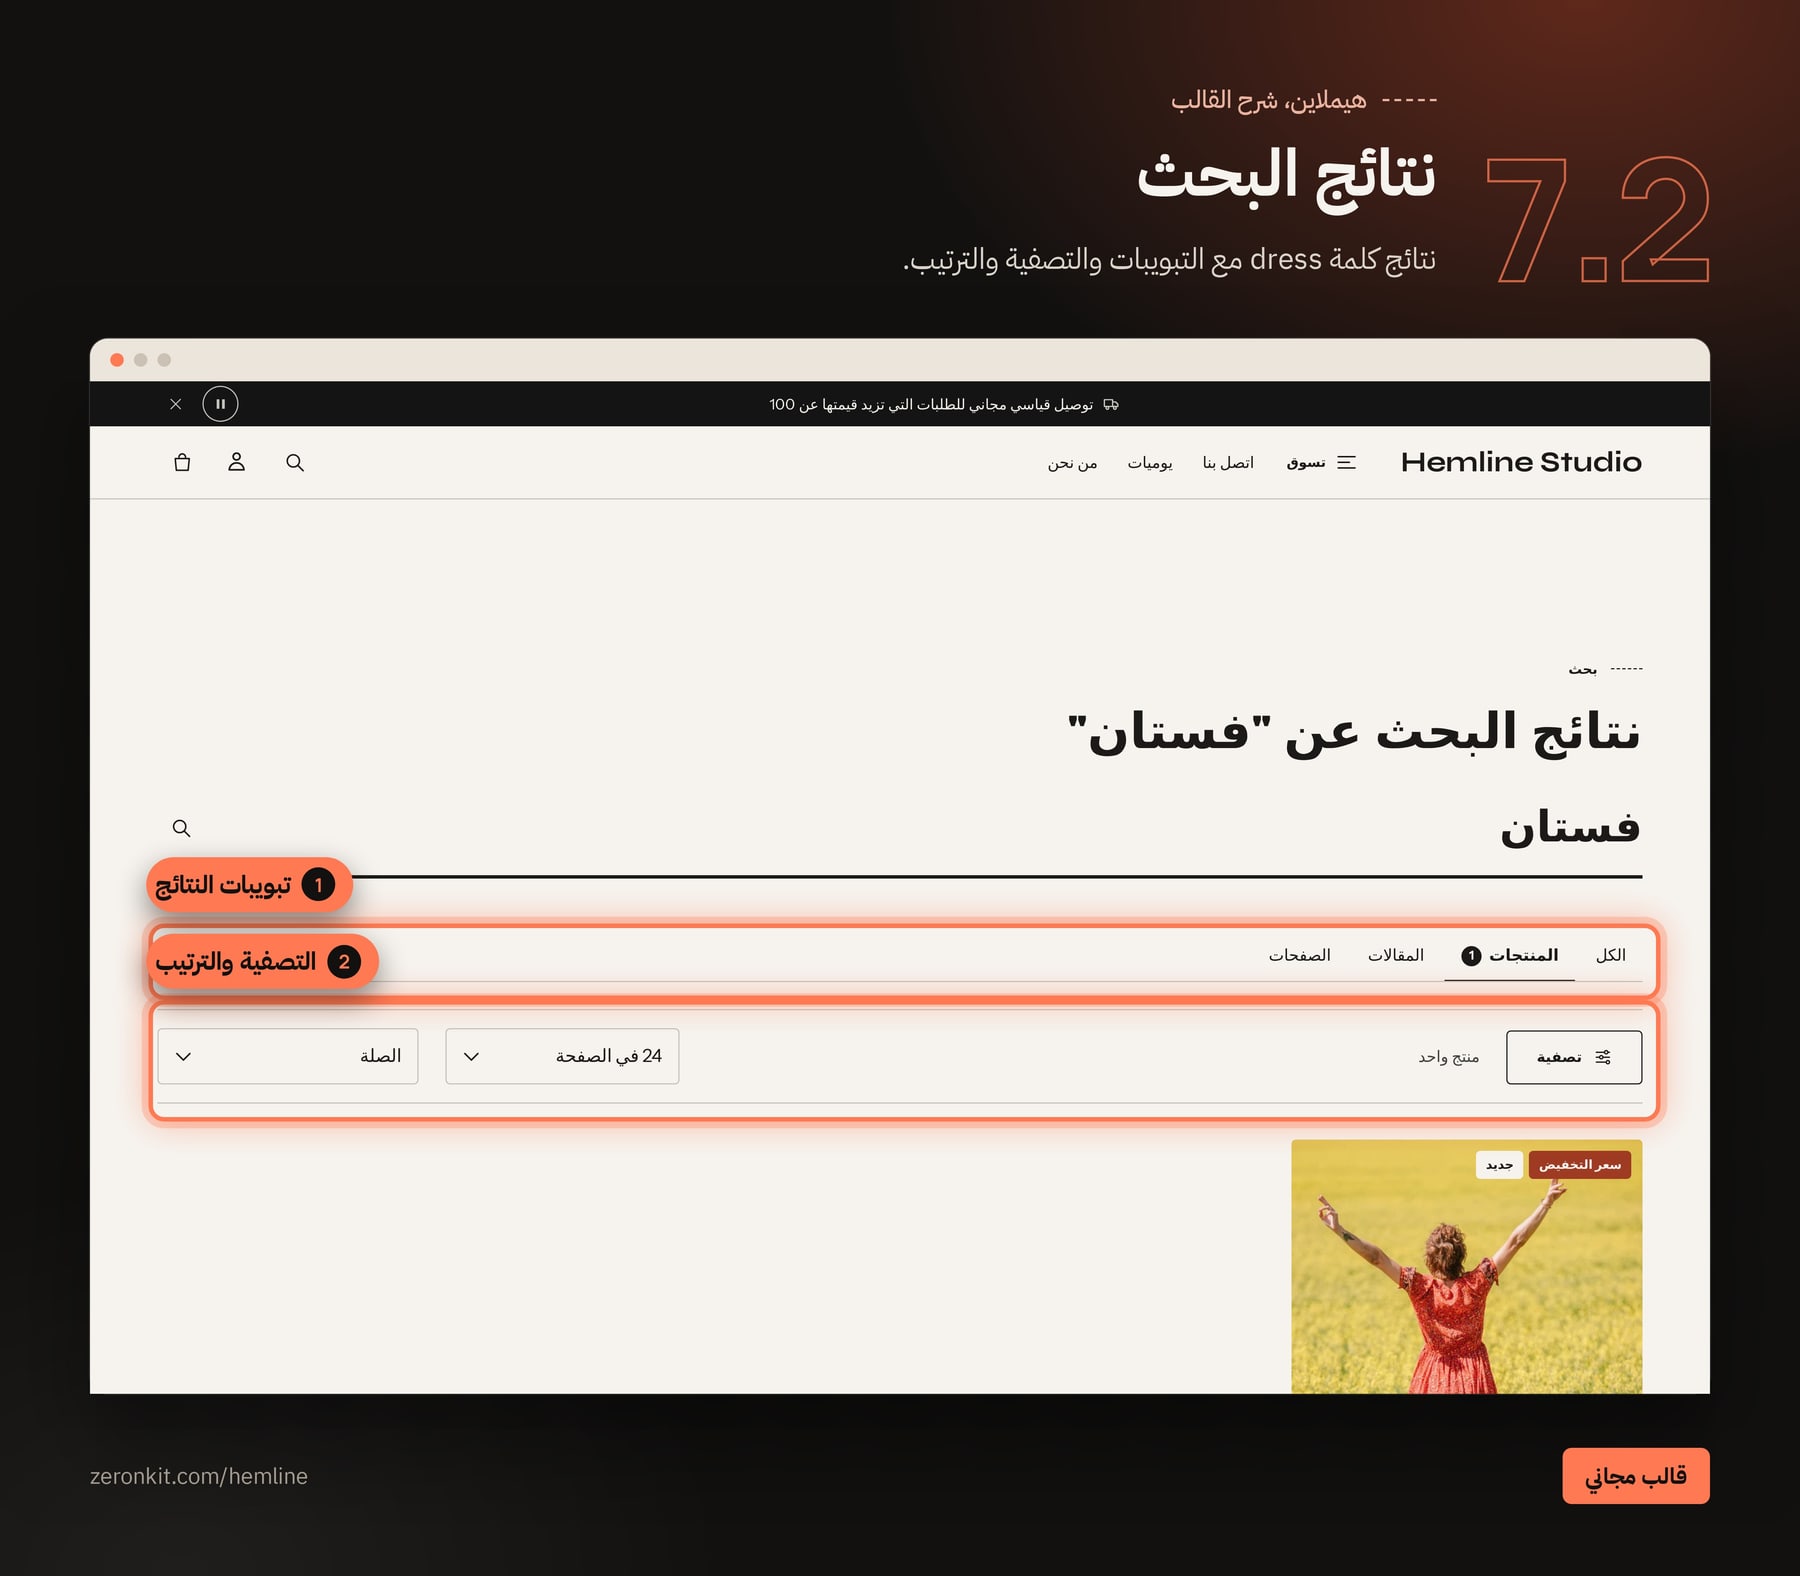 هيملاين، شرح القالب
7.2
نتائج البحث
نتائج كلمة dress مع التبويبات والتصفية والترتيب.
توصيل قياسي مجاني للطلبات التي تزيد قيمتها عن 100
Hemline Studio
تسوق
اتصل بنا
يوميات
من نحن
بحث
نتائج البحث عن "فستان"
فستان
1 تبويبات النتائج
الكل
المنتجات 1
المقالات
الصفحات
2 التصفية والترتيب
تصفية
منتج واحد
24 في الصفحة
الصلة
سعر التخفيض
جديد
قالب مجاني
zeronkit.com/hemline